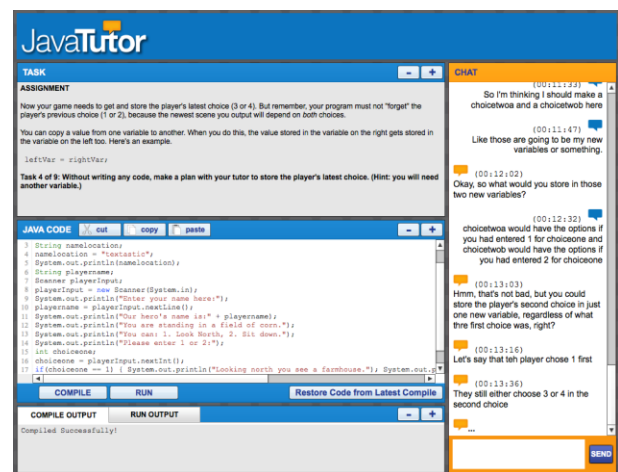 JavaTutor
TASK
- +
ASSIGNMENT
Now your game needs to get and store the player's latest choice (3 or 4). But remember, your program must not "forget" the
player's previous choice (1 or 2), because the newest scene you output will depend on both choices.
You can copy a value from one variable to another. When you do this, the value stored in the variable on the right gets stored in
the variable on the left too. Here's an example.
leftVar = rightVar;
Task 4 of 9: Without writing any code, make a plan with your tutor to store the player's latest choice. (Hint: you will need
another variable.)
JAVA CODE cut copy paste - +
3 String namelocation;
4 namelocation = "textastic";
5 System.out.println(namelocation);
6 String playername;
7 Scanner playerInput;
8 playerInput = new Scanner(System.in);
9 System.out.println("Enter your name here:");
10 playername = playerInput.nextLine();
11 System.out.println("Our hero's name is:" + playername);
12 System.out.println("You are standing in a field of corn.");
13 System.out.println("You can: 1. Look North, 2. Sit down.");
14 System.out.println("Please enter 1 or 2:");
15 int choiceone;
16 choiceone = playerInput.nextInt();
17 if(choiceone == 1) { System.out.println("Looking north you see a farmhouse."); System.out.p
COMPILE RUN Restore Code from Latest Compile
COMPILE OUTPUT RUN OUTPUT - +
Compiled Successfully!
CHAT
(00:11:33)
So I'm thinking I should make a
choicetwoa and a choicetwob here
(00:11:47)
Like those are going to be my new
variables or something.
(00:12:02)
Okay, so what would you store in those
two new variables?
(00:12:32)
choicetwoa would have the options if
you had entered 1 for choiceone and
choicetwob would have the options if
you had entered 2 for choiceone
(00:13:03)
Hmm, that's not bad, but you could
store the player's second choice in just
one new variable, regardless of what
thre first choice was, right?
(00:13:16)
Let's say that teh player chose 1 first
(00:13:36)
They still either choose 3 or 4 in the
second choice
...
SEND